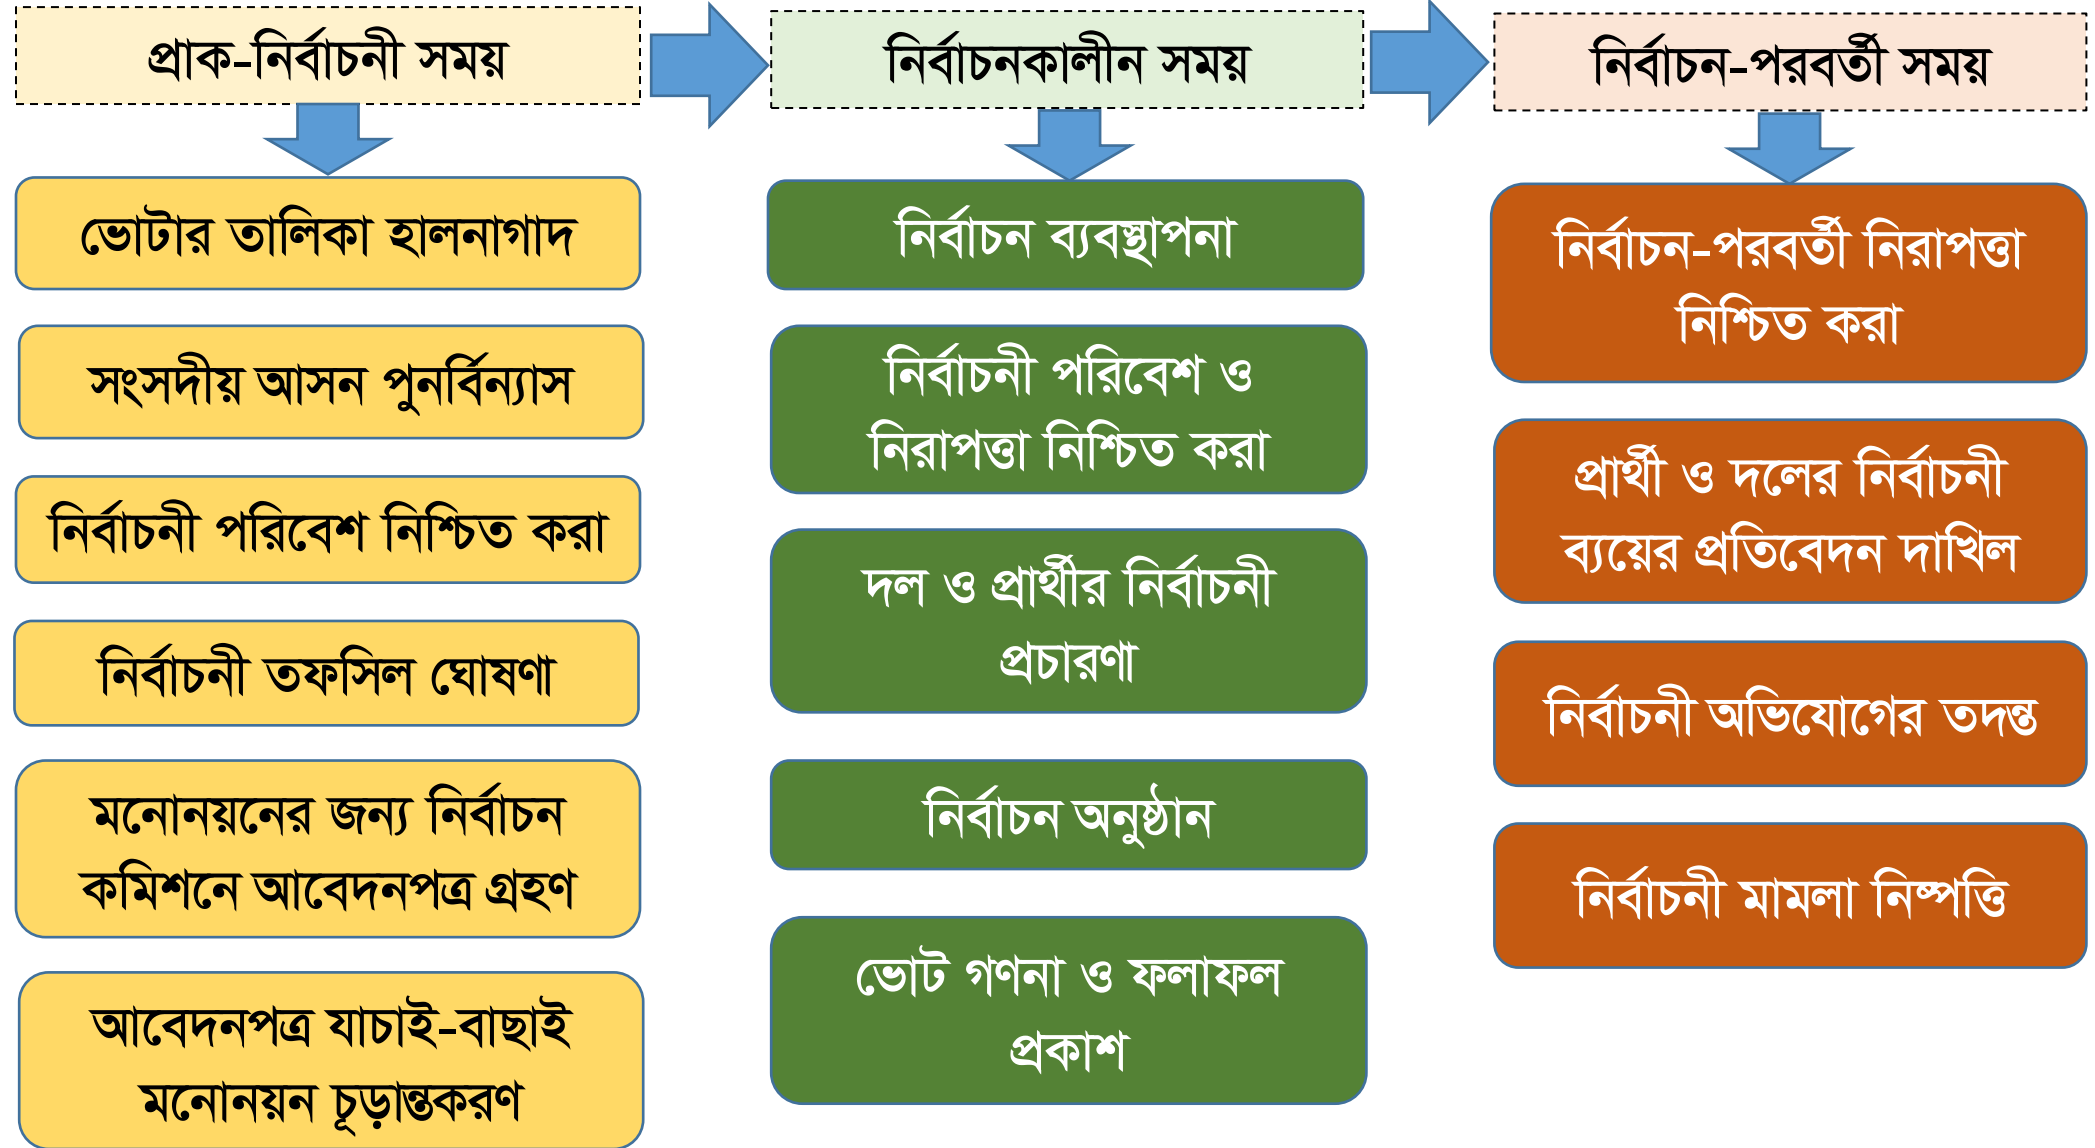 প্রাক-নির্বাচনী সময়
নির্বাচনকালীন সময়
নির্বাচন-পরবর্তী সময়
ভোটার তালিকা হালনাগাদ
সংসদীয় আসন পুনর্বিন্যাস
নির্বাচনী পরিবেশ নিশ্চিত করা
নির্বাচনী তফসিল ঘোষণা
মনোনয়নের জন্য নির্বাচন
কমিশনে আবেদনপত্র গ্রহণ
আবেদনপত্র যাচাই-বাছাই
মনোনয়ন চূড়ান্তকরণ
নির্বাচন ব্যবস্থাপনা
নির্বাচনী পরিবেশ ও
নিরাপত্তা নিশ্চিত করা
দল ও প্রার্থীর নির্বাচনী
প্রচারণা
নির্বাচন অনুষ্ঠান
ভোট গণনা ও ফলাফল
প্রকাশ
নির্বাচন-পরবর্তী নিরাপত্তা
নিশ্চিত করা
প্রার্থী ও দলের নির্বাচনী
ব্যয়ের প্রতিবেদন দাখিল
নির্বাচনী অভিযোগের তদন্ত
নির্বাচনী মামলা নিষ্পত্তি